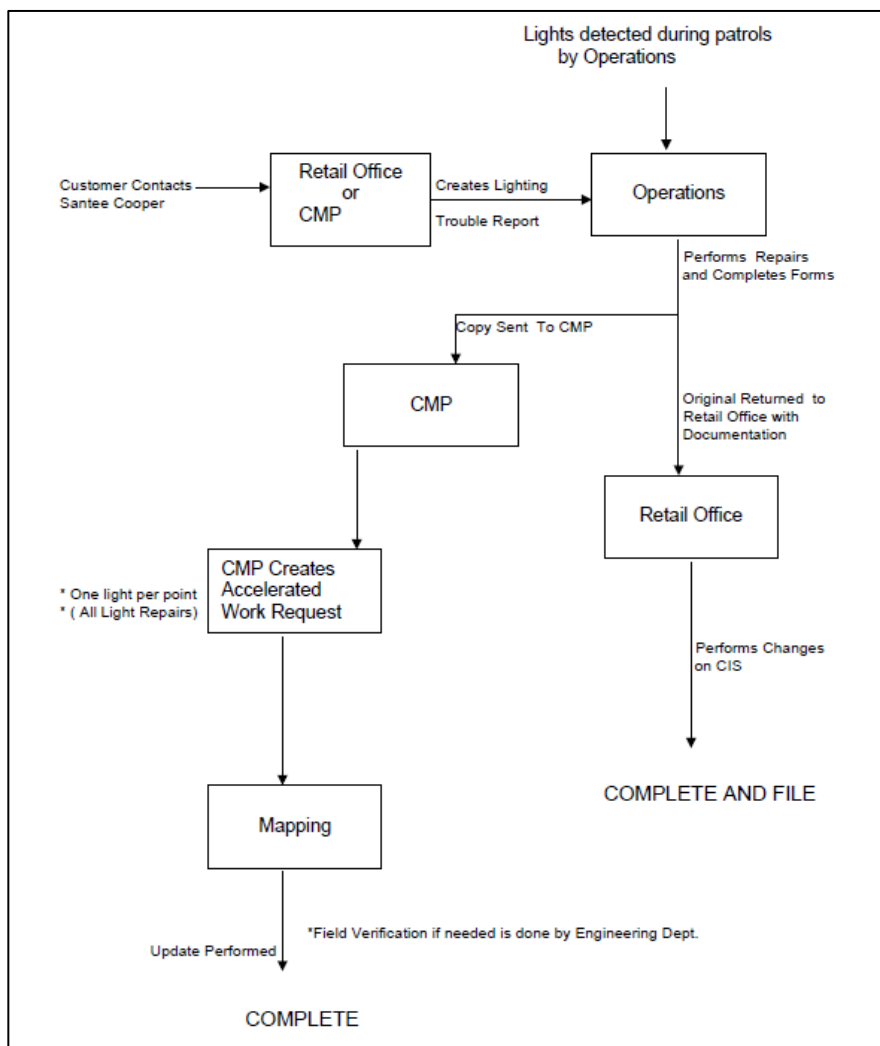 Lights detected during patrols
by Operations
Customer Contacts
Santee Cooper
Retail Office
or
CMP
Creates Lighting
Trouble Report
Operations
Performs Repairs
and Completes Forms
Copy Sent To CMP
CMP
Original Returned to
Retail Office with
Documentation
Retail Office
* One light per point
* ( All Light Repairs)
CMP Creates
Accelerated
Work Request
Performs Changes
on CIS
COMPLETE AND FILE
Mapping
*Field Verification if needed is done by Engineering Dept.
Update Performed
COMPLETE